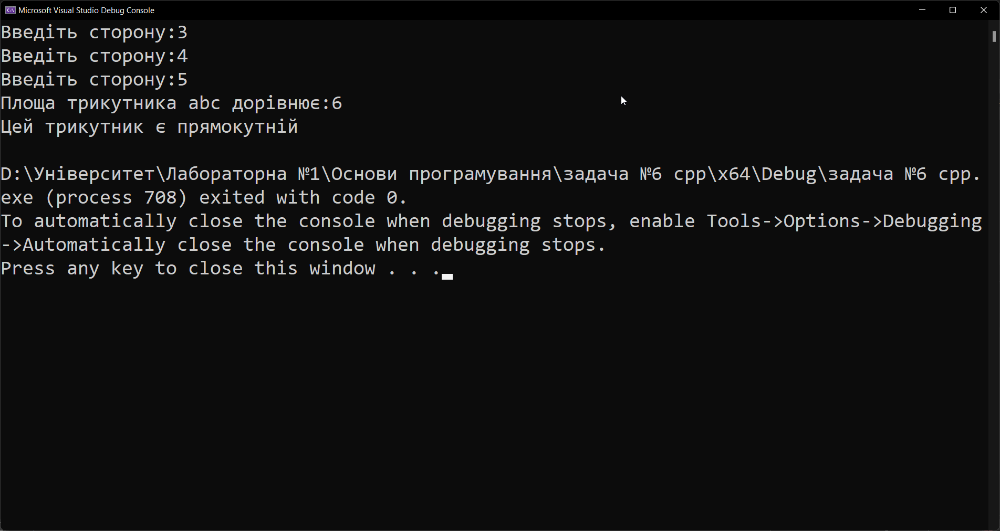 Microsoft Visual Studio Debug Console
Введіть сторону:3
Введіть сторону:4
Введіть сторону:5
Площа трикутника abc дорівнює:6
Цей трикутник є прямокутній
D:\Університет\Лабораторна №1\Основи програмування\задача №6 cpp\x64\Debug\задача №6 cpp.
exe (process 708) exited with code 0.
To automatically close the console when debugging stops, enable Tools->Options->Debugging
->Automatically close the console when debugging stops.
Press any key to close this window . . .